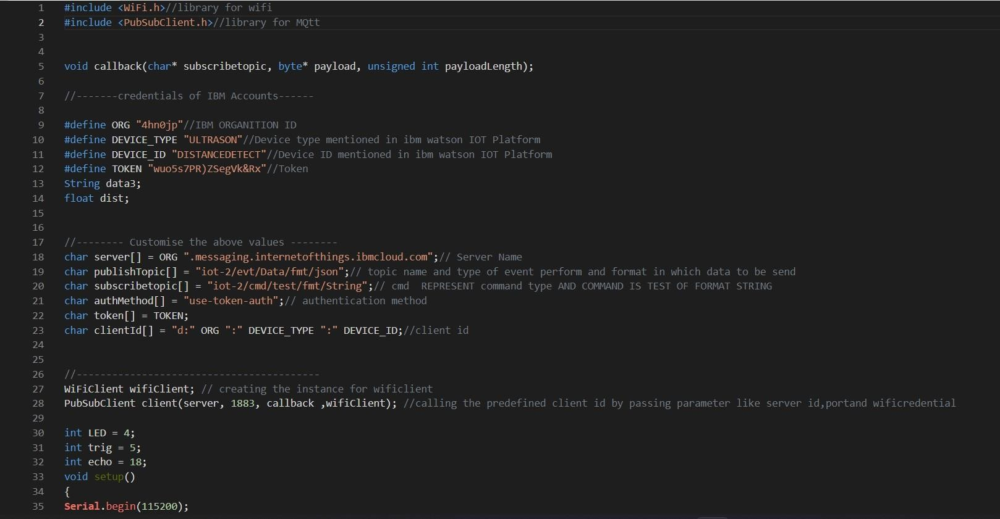 1 #include <WiFi.h>//library for wifi
2 #include <PubSubClient.h>//library for MQtt
3
4
5 void callback(char* subscribetopic, byte* payload, unsigned int payloadLength);
6
7 //-------credentials of IBM Accounts------
8
9 #define ORG "4hn0jp"//IBM ORGANITION ID
10 #define DEVICE_TYPE "ULTRASON"//Device type mentioned in ibm watson IOT Platform
11 #define DEVICE_ID "DISTANCEDETECT"//Device ID mentioned in ibm watson IOT Platform
12 #define TOKEN "wuo5s7PR)ZSegVk&Rx"//Token
13 String data3;
14 float dist;
15
16
17 //-------- Customise the above values --------
18 char server[] = ORG ".messaging.internetofthings.ibmcloud.com";// Server Name
19 char publishTopic[] = "iot-2/evt/Data/fmt/json";// topic name and type of event perform and format in which data to be send
20 char subscribetopic[] = "iot-2/cmd/test/fmt/String";// cmd  REPRESENT command type AND COMMAND IS TEST OF FORMAT STRING
21 char authMethod[] = "use-token-auth";// authentication method
22 char token[] = TOKEN;
23 char clientId[] = "d:" ORG ":" DEVICE_TYPE ":" DEVICE_ID;//client id
24
25
26 //-----------------------------------------
27 WiFiClient wifiClient; // creating the instance for wificlient
28 PubSubClient client(server, 1883, callback ,wifiClient); //calling the predefined client id by passing parameter like server id,portand wificredential
29
30 int LED = 4;
31 int trig = 5;
32 int echo = 18;
33 void setup()
34 {
35 Serial.begin(115200);